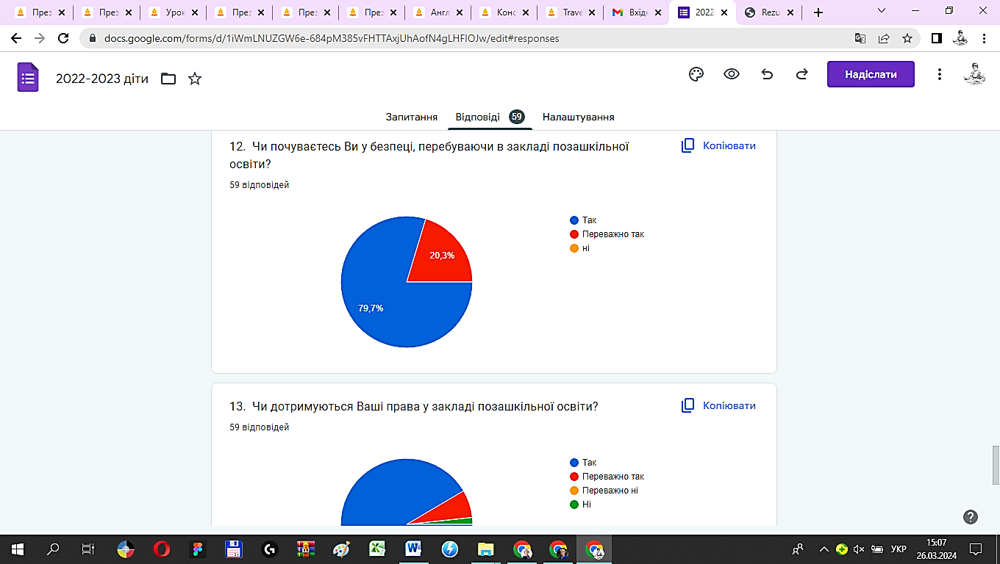 През
През
Урок
През
През
През
Англ
Конс
Trave
Вхідн
2022
Rezu
docs.google.com/forms/d/1iWmLNUZGW6e-684pM385vFHTTAxjUhAofN4gLHFlOJw/edit#responses
2022-2023 діти
Надіслати
Запитання
Відповіді 59
Налаштування
12. Чи почуваєтесь Ви у безпеці, перебуваючи в закладі позашкільної
освіти?
Копіювати
59 відповідей
Так
Переважно так
ні
20,3%
79,7%
13. Чи дотримуються Ваші права у закладі позашкільної освіти?
Копіювати
59 відповідей
Так
Переважно так
Переважно ні
Ні
УКР
15:07
26.03.2024